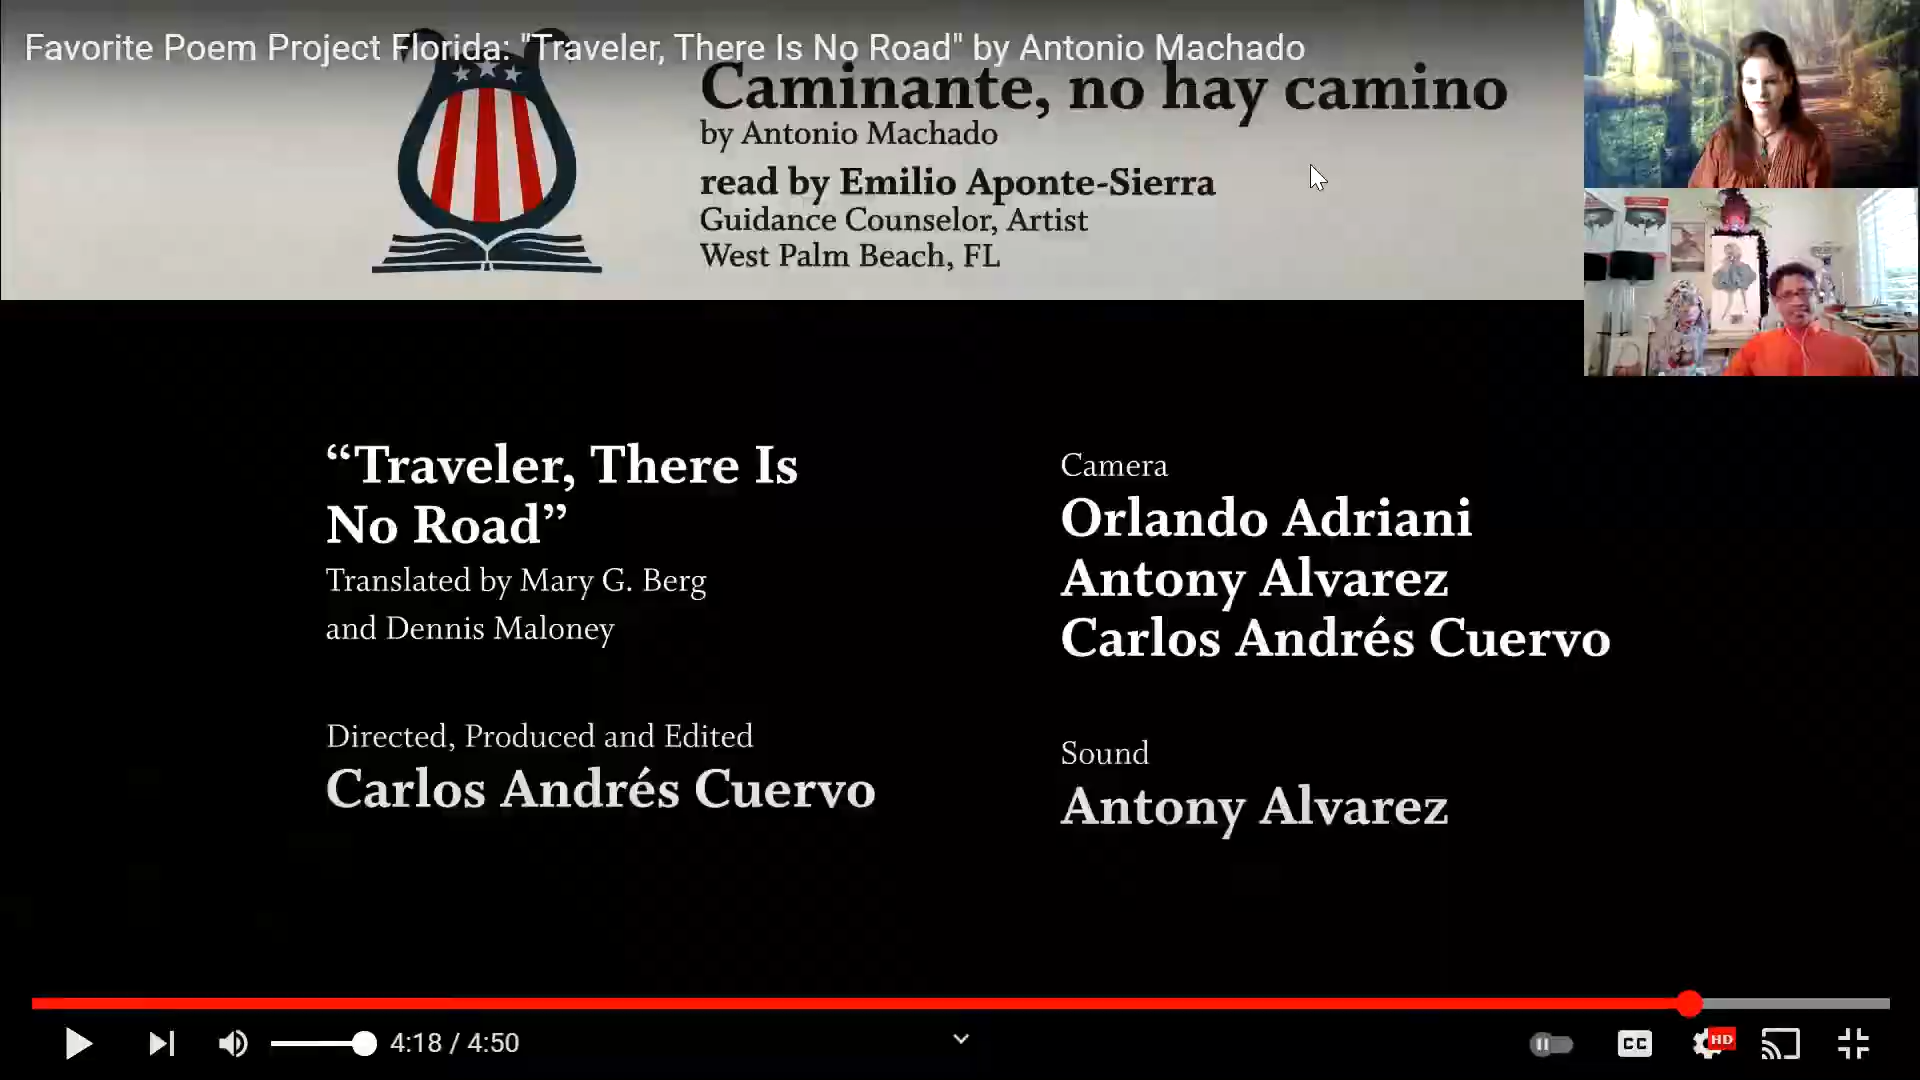 Favorite Poem Project Florida: "Traveler, There Is No Road" by Antonio Machado
Caminante, no hay camino
by Antonio Machado
read by Emilio Aponte-Sierra
Guidance Counselor, Artist
West Palm Beach, FL
“Traveler, There Is
No Road”
Translated by Mary G. Berg
and Dennis Maloney
Directed, Produced and Edited
Carlos Andrés Cuervo
Camera
Orlando Adriani
Antony Alvarez
Carlos Andrés Cuervo
Sound
Antony Alvarez
4:18 / 4:50
CC
HD